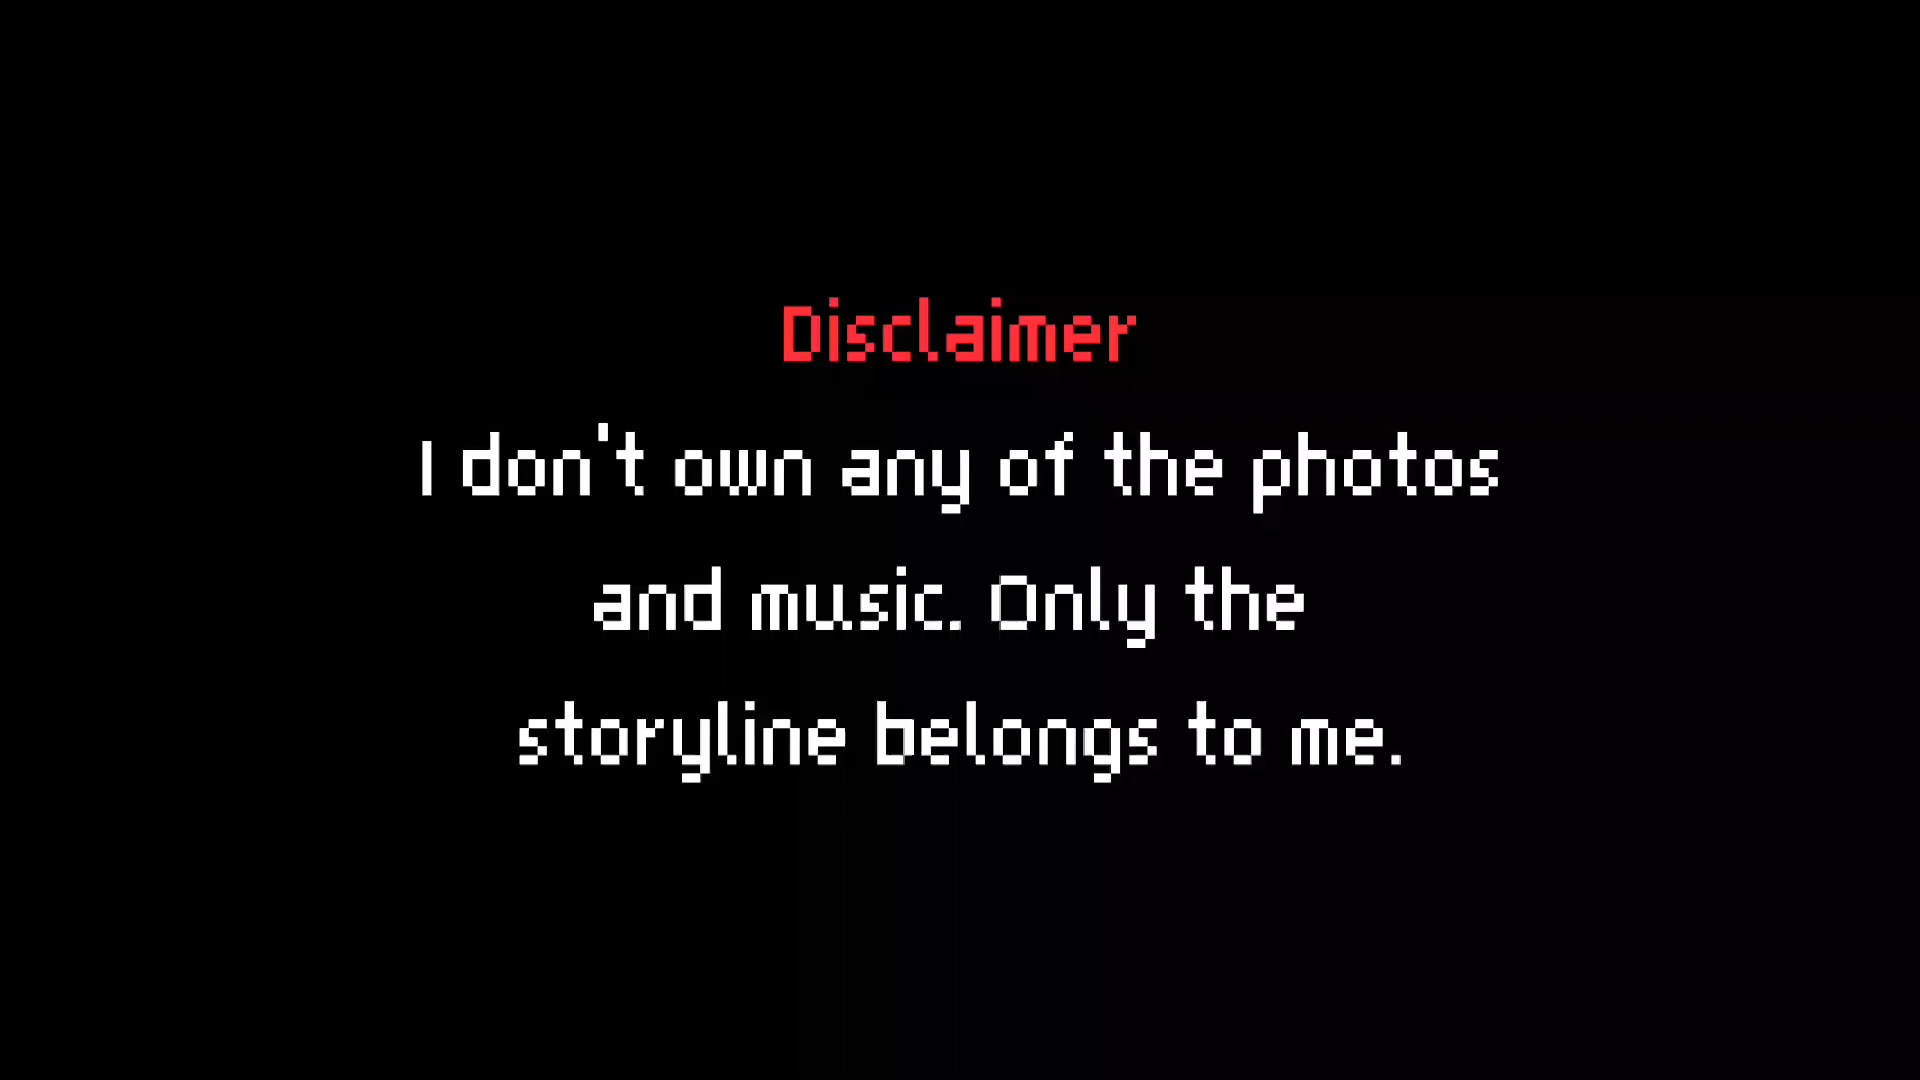 Disclaimer
I don't own any of the photos
and music. Only the
storyline belongs to me.